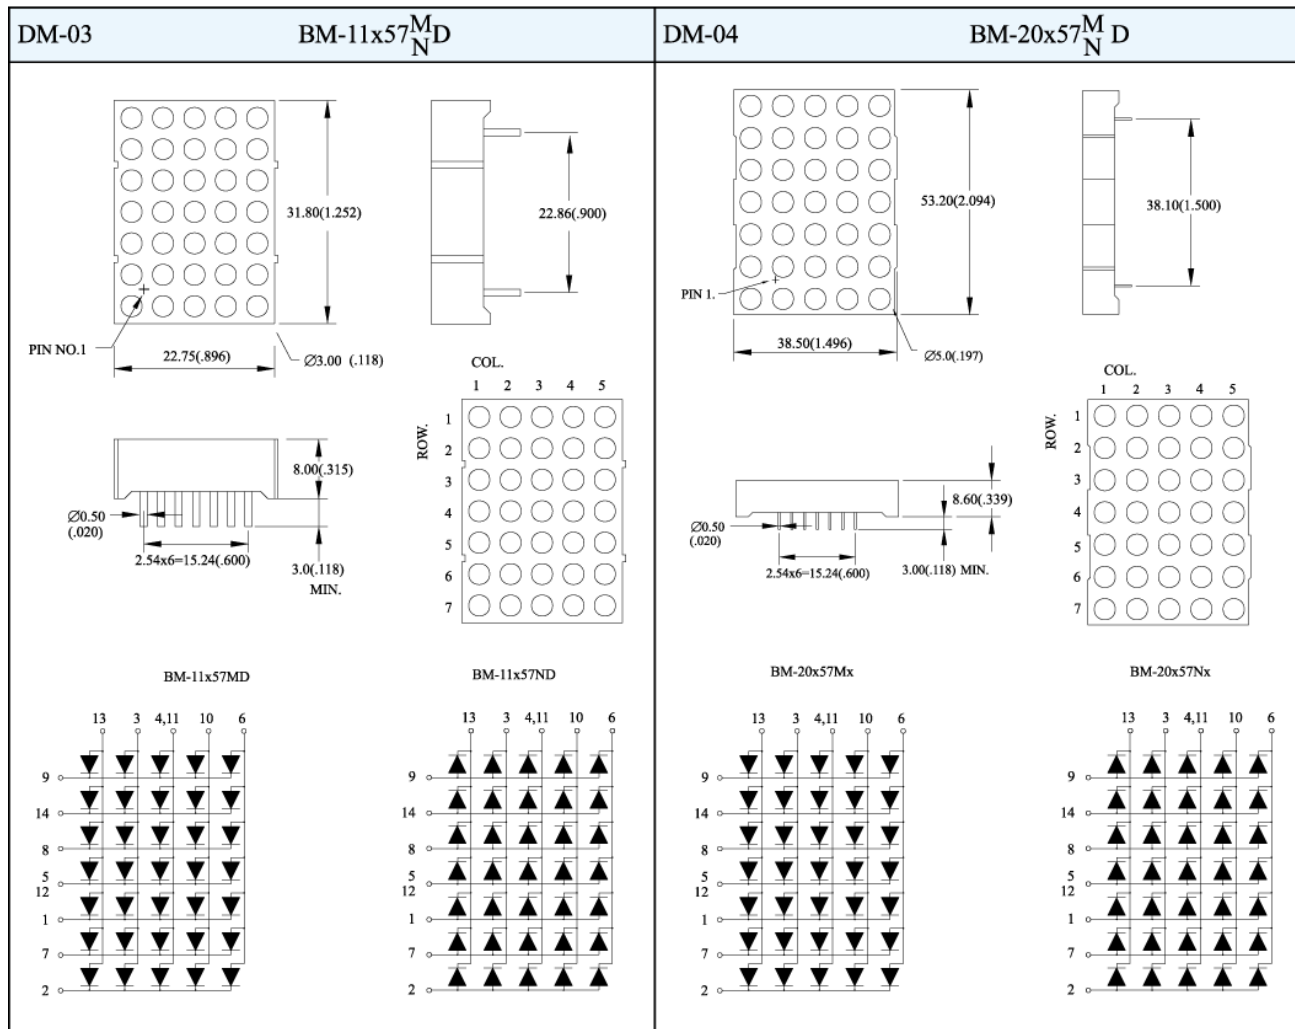 DM-03 BM-11x57M/N D
DM-04 BM-20x57M/N D
31.80(1.252)
22.86(.900)
PIN NO.1
22.75(.896)
Ø3.00 (.118)
53.20(2.094)
38.10(1.500)
PIN 1.
38.50(1.496)
Ø5.0(.197)
8.00(.315)
Ø0.50
(.020)
2.54x6=15.24(.600)
3.0(.118)
MIN.
COL.
1 2 3 4 5
ROW.
1
2
3
4
5
6
7
8.60(.339)
Ø0.50
(.020)
2.54x6=15.24(.600)
3.00(.118) MIN.
COL.
1 2 3 4 5
ROW.
1
2
3
4
5
6
7
BM-11x57MD
13 3 4,11 10 6
9
14
8
5
12
1
7
2
BM-11x57ND
13 3 4,11 10 6
9
14
8
5
12
1
7
2
BM-20x57Mx
13 3 4,11 10 6
9
14
8
5
12
1
7
2
BM-20x57Nx
13 3 4,11 10 6
9
14
8
5
12
1
7
2